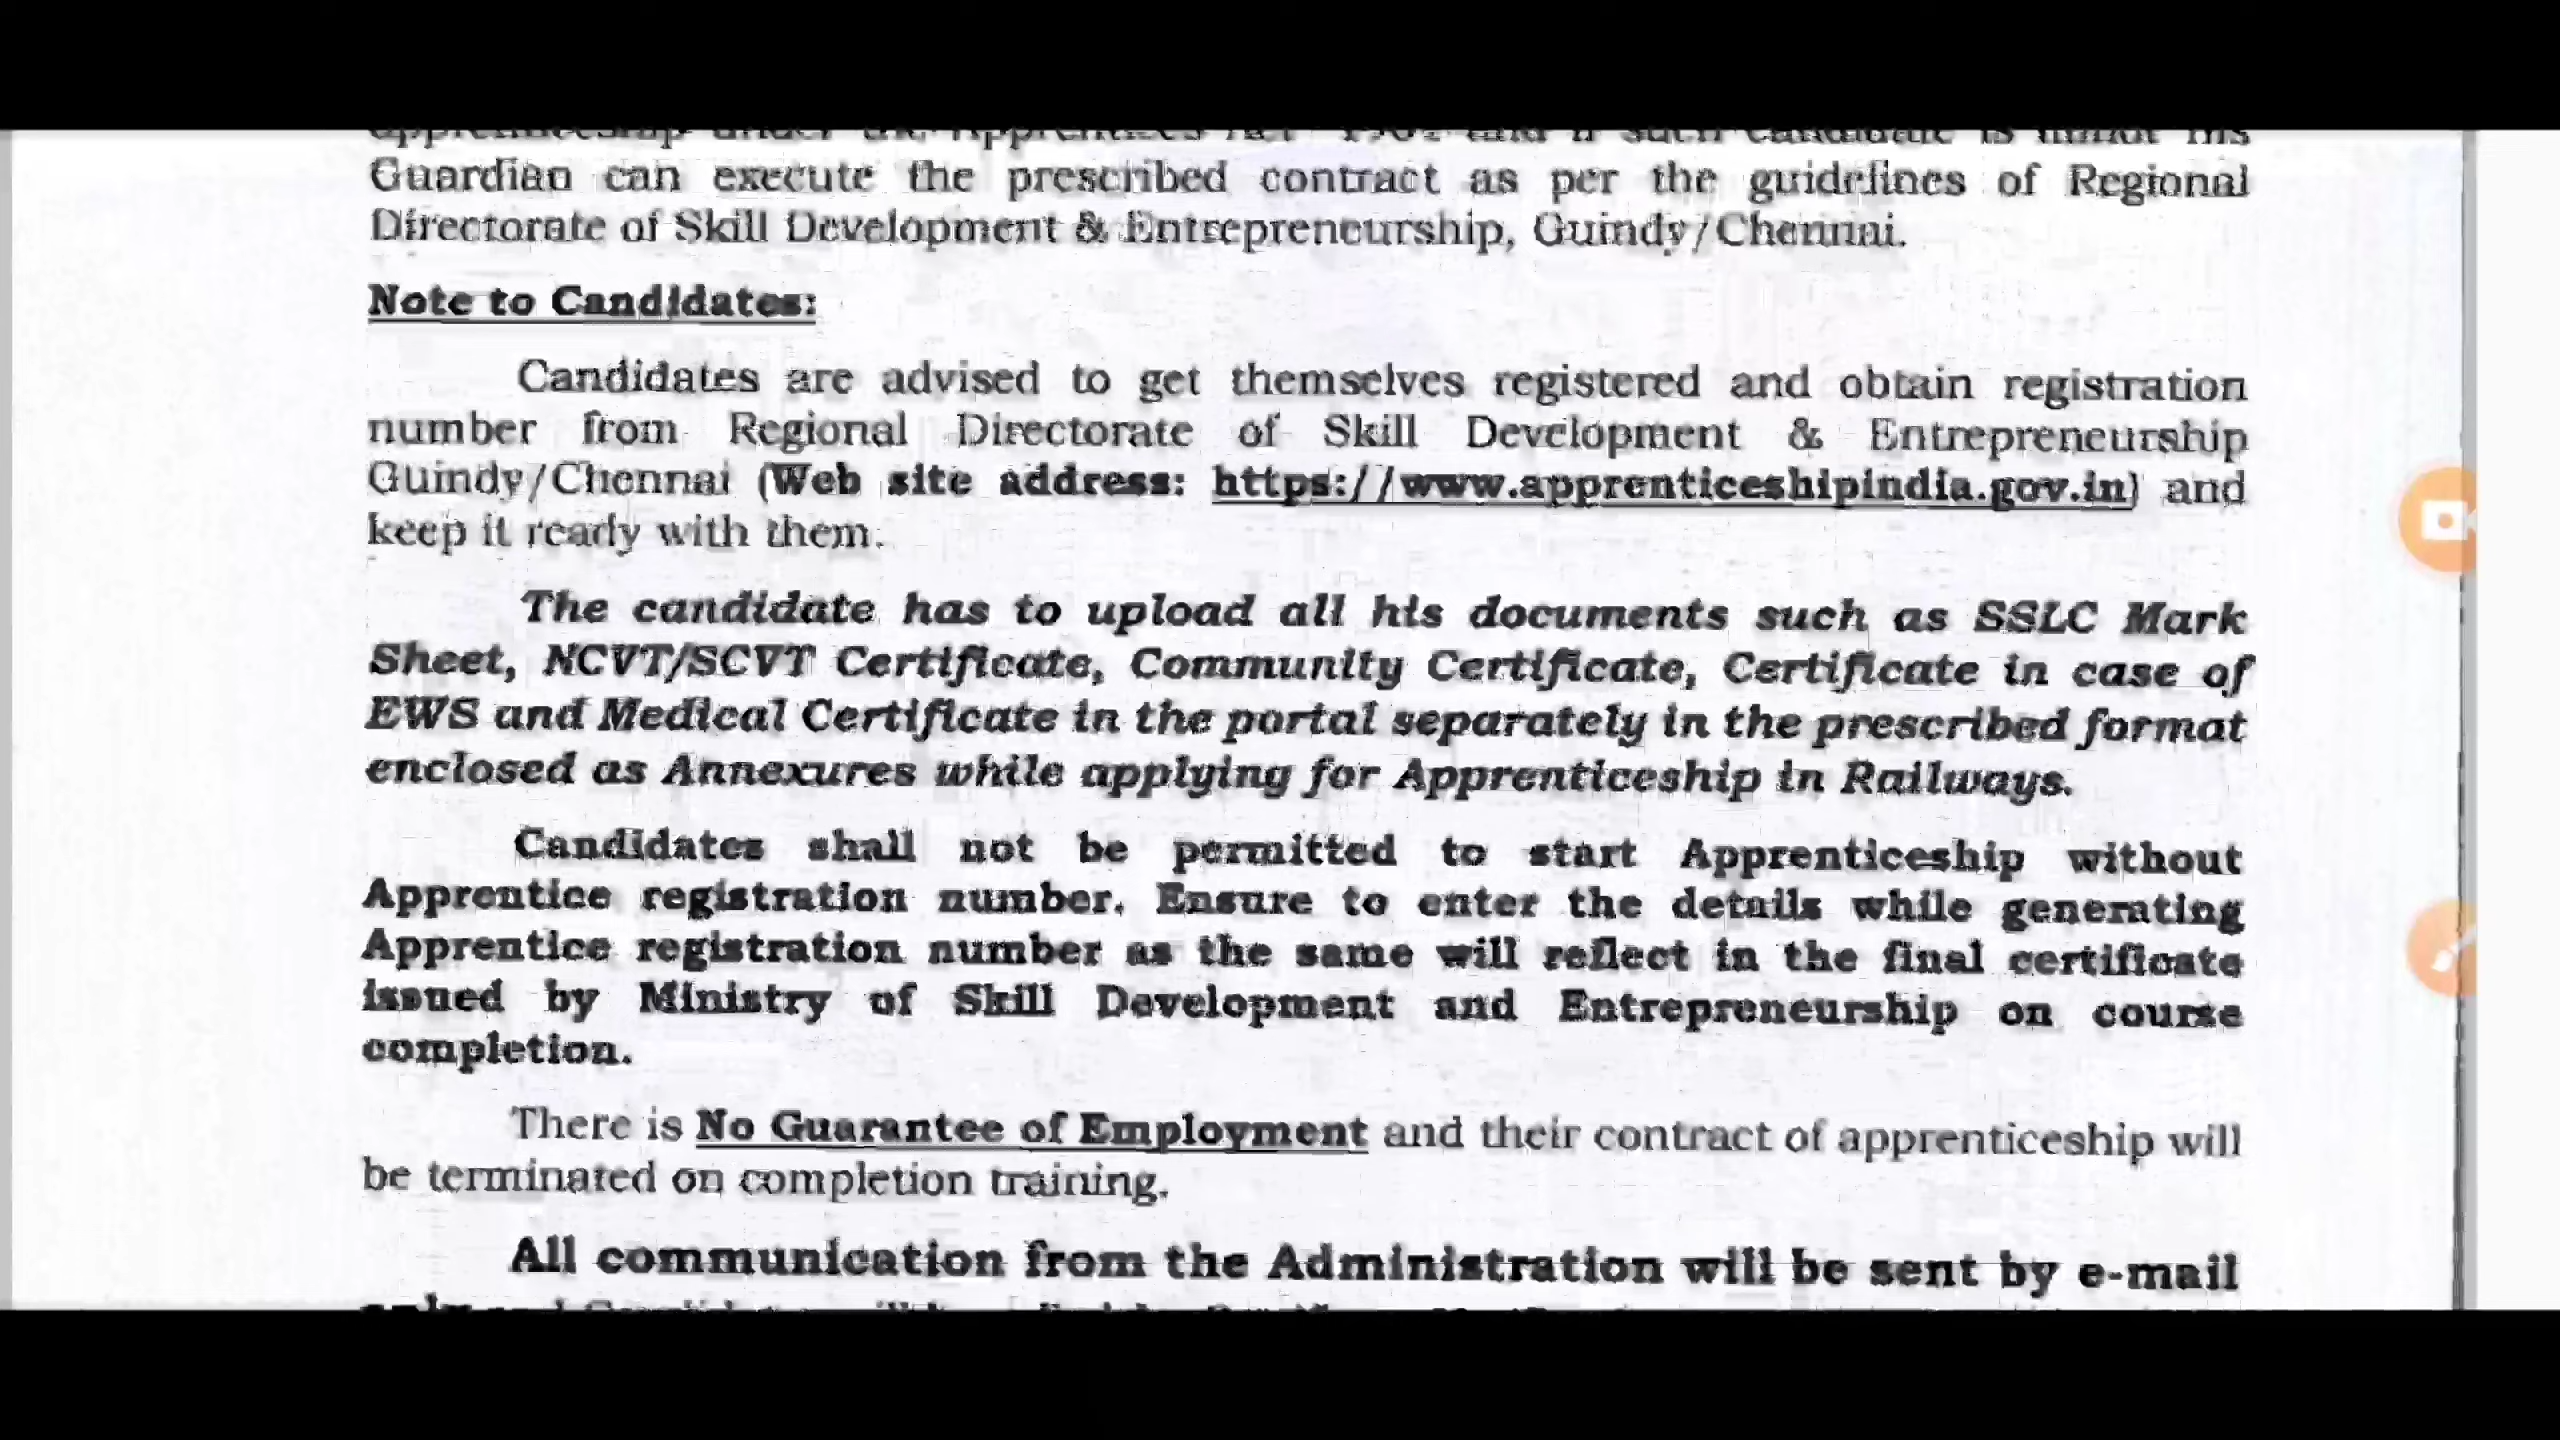 Guardian can execute the prescribed contract as per the guidelines of Regional
Directorate of Skill Development & Entrepreneurship, Guindy/Chennai.
Note to Candidates:
Candidates are advised to get themselves registered and obtain registration
number from Regional Directorate of Skill Development & Entrepreneurship
Guindy/Chennai (Web site address: https://www.apprenticeshipindia.gov.in) and
keep it ready with them.
The candidate has to upload all his documents such as SSLC Mark
Sheet, NCVT/SCVT Certificate, Community Certificate, Certificate in case of
EWS and Medical Certificate in the portal separately in the prescribed format
enclosed as Annexures while applying for Apprenticeship in Railways.
Candidates shall not be permitted to start Apprenticeship without
Apprentice registration number. Ensure to enter the details while generating
Apprentice registration number as the same will reflect in the final certificate
issued by Ministry of Skill Development and Entrepreneurship on course
completion.
There is No Guarantee of Employment and their contract of apprenticeship will
be terminated on completion training.
All communication from the Administration will be sent by e-mail